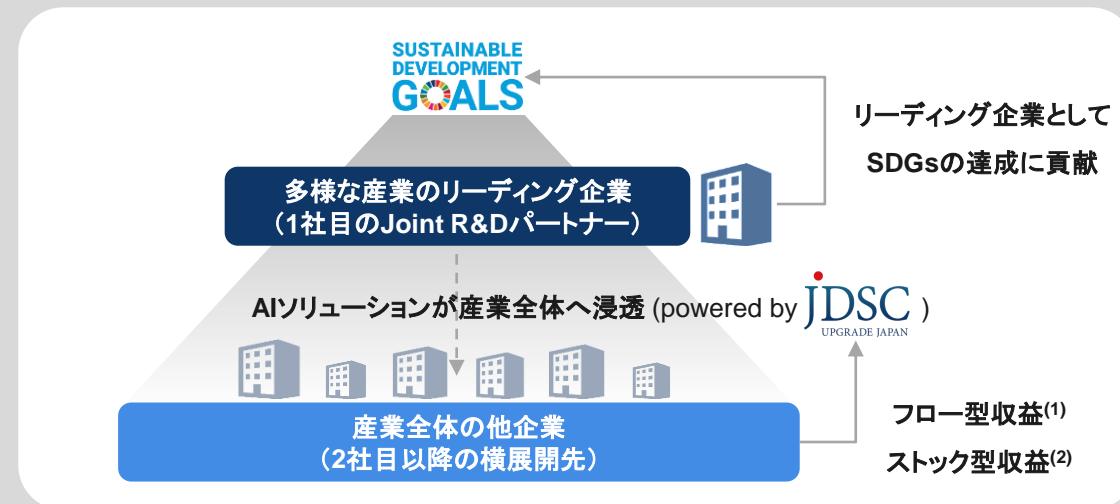 SUSTAINABLE
DEVELOPMENT
GOALS
リーディング企業として
SDGsの達成に貢献
多様な産業のリーディング企業
（1社目のJoint R&Dパートナー）
AIソリューションが産業全体へ浸透 (powered by JDSC )
UPGRADE JAPAN
産業全体の他企業
（2社目以降の横展開先）
フロー型収益(1)
ストック型収益(2)